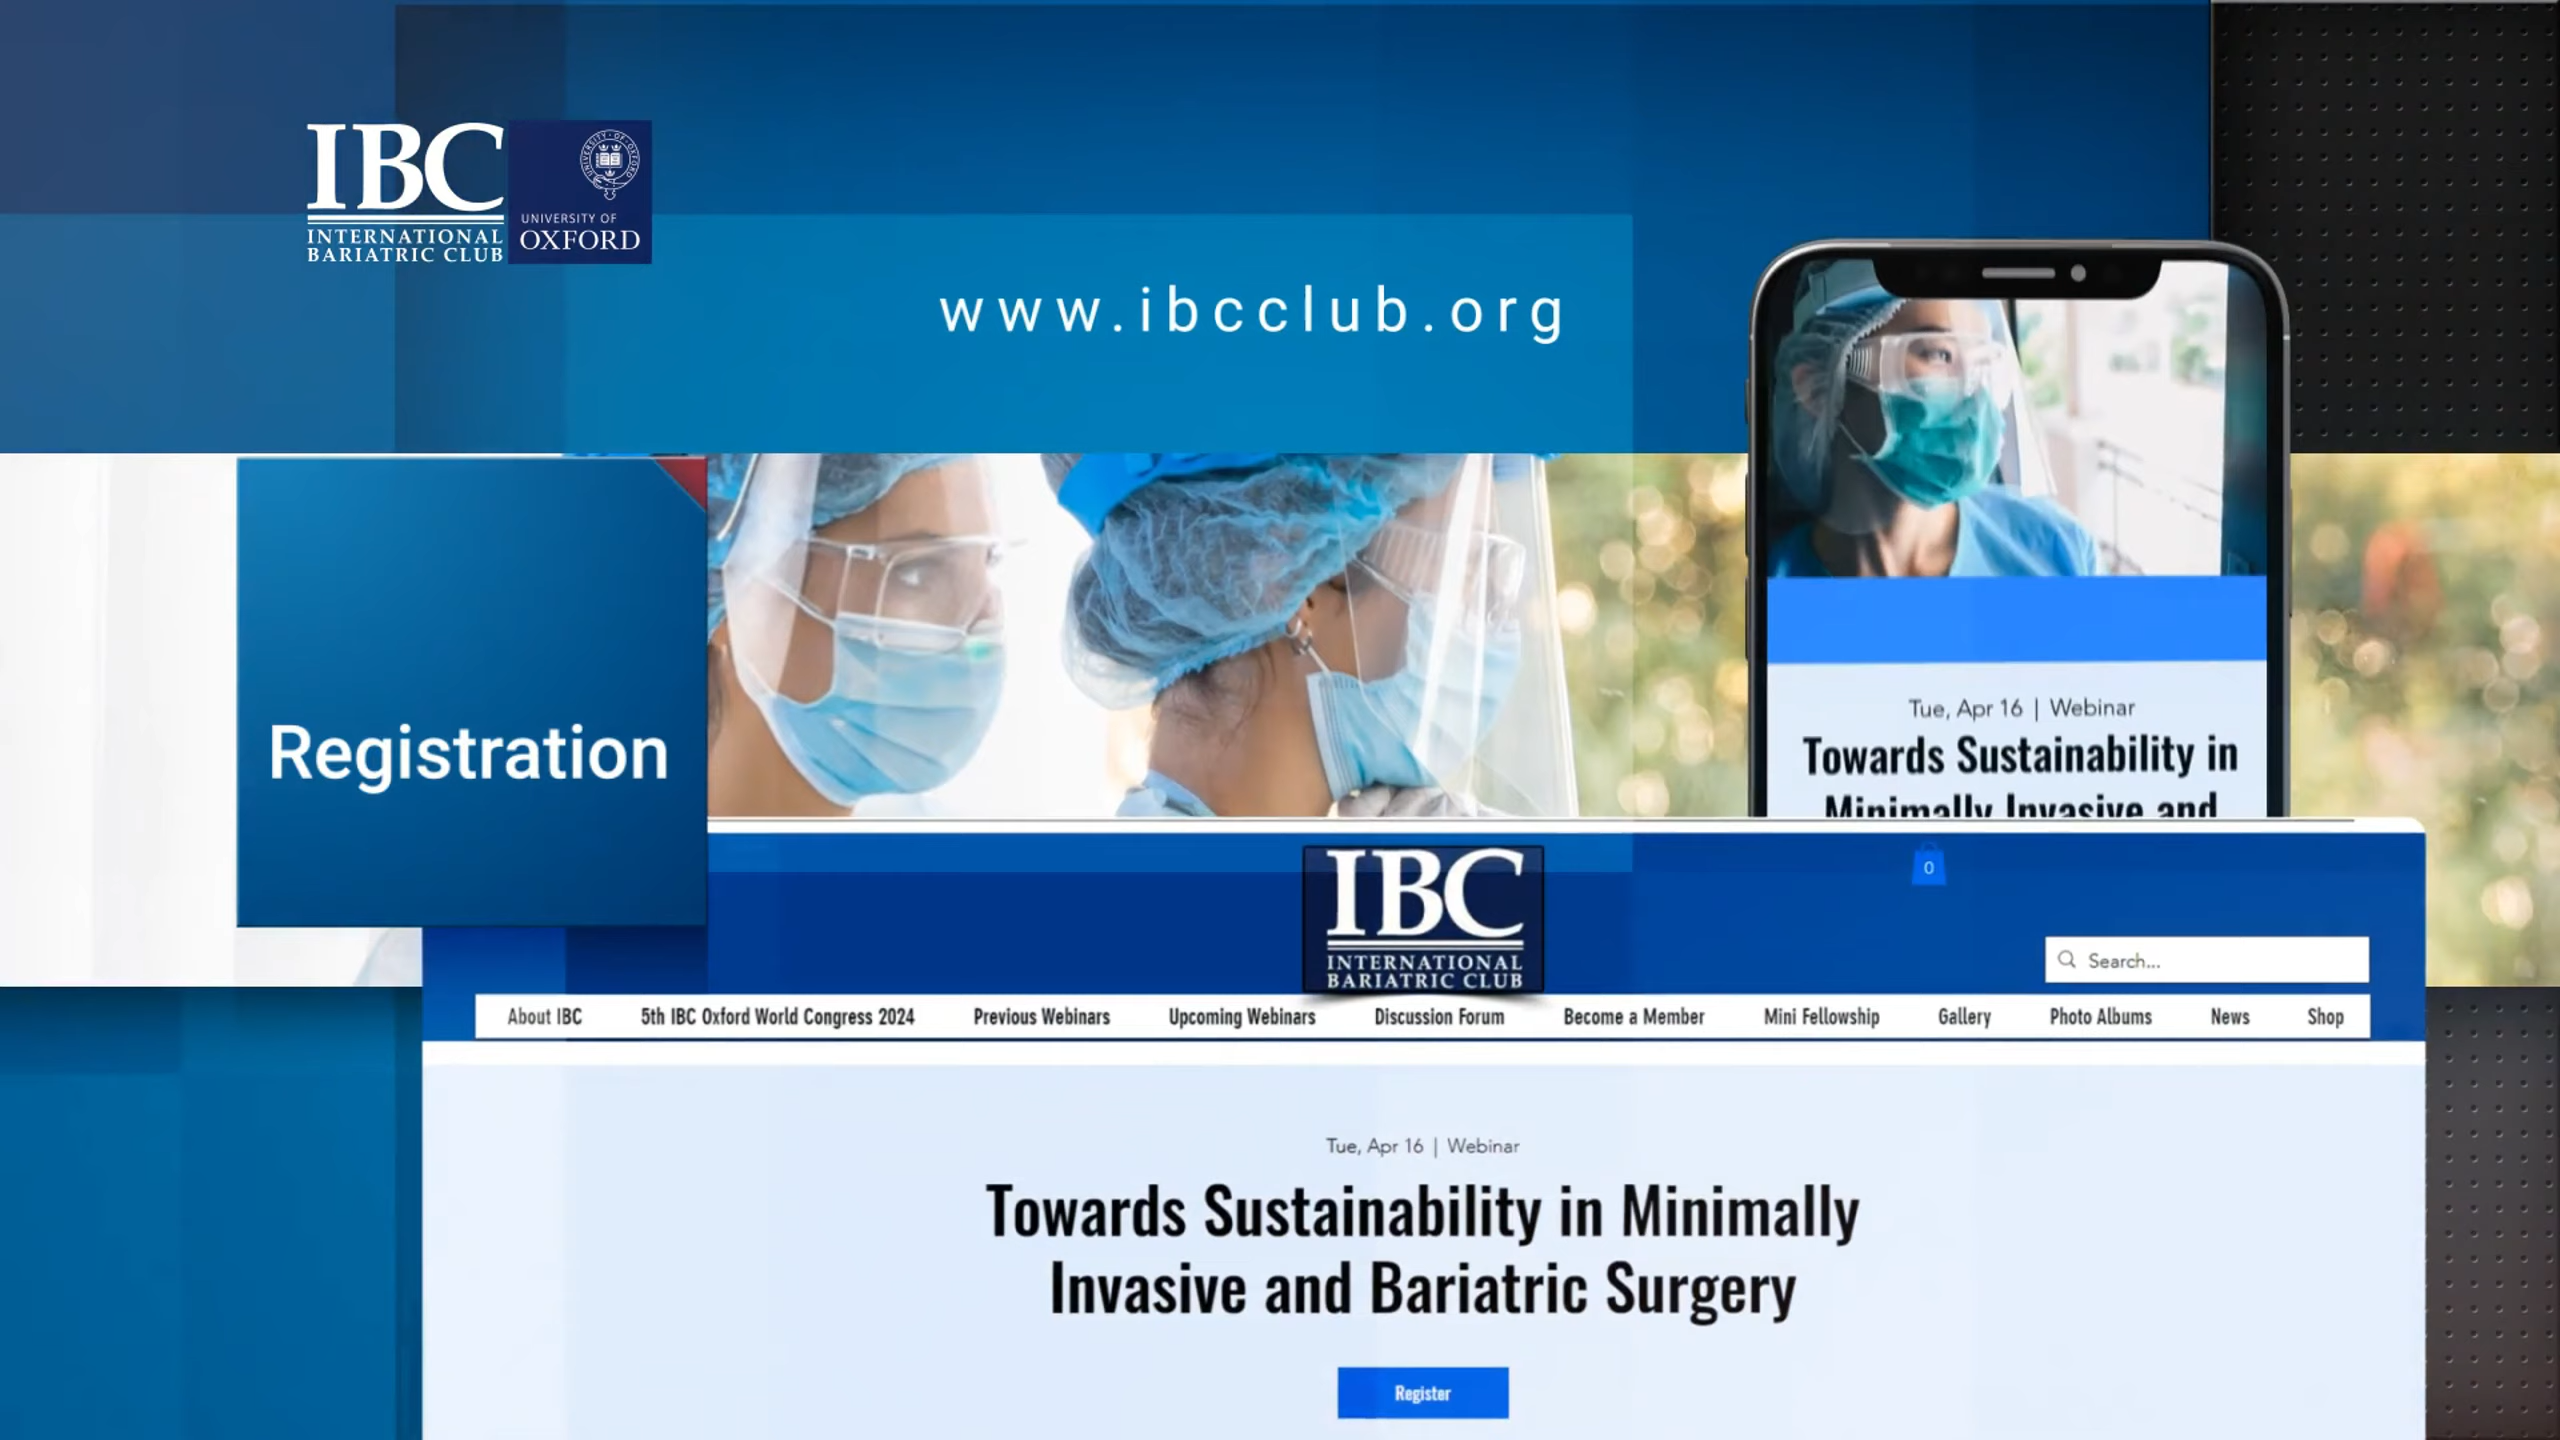 IBC
INTERNATIONAL
BARIATRIC CLUB
UNIVERSITY OF
OXFORD
www.ibcclub.org
Tue, Apr 16 | Webinar
Towards Sustainability in
Minimally Invasive and
Registration
IBC
INTERNATIONAL
BARIATRIC CLUB
0
Search...
About IBC 5th IBC Oxford World Congress 2024 Previous Webinars Upcoming Webinars Discussion Forum Become a Member Mini Fellowship Gallery Photo Albums News Shop
Tue, Apr 16 | Webinar
Towards Sustainability in Minimally
Invasive and Bariatric Surgery
Register